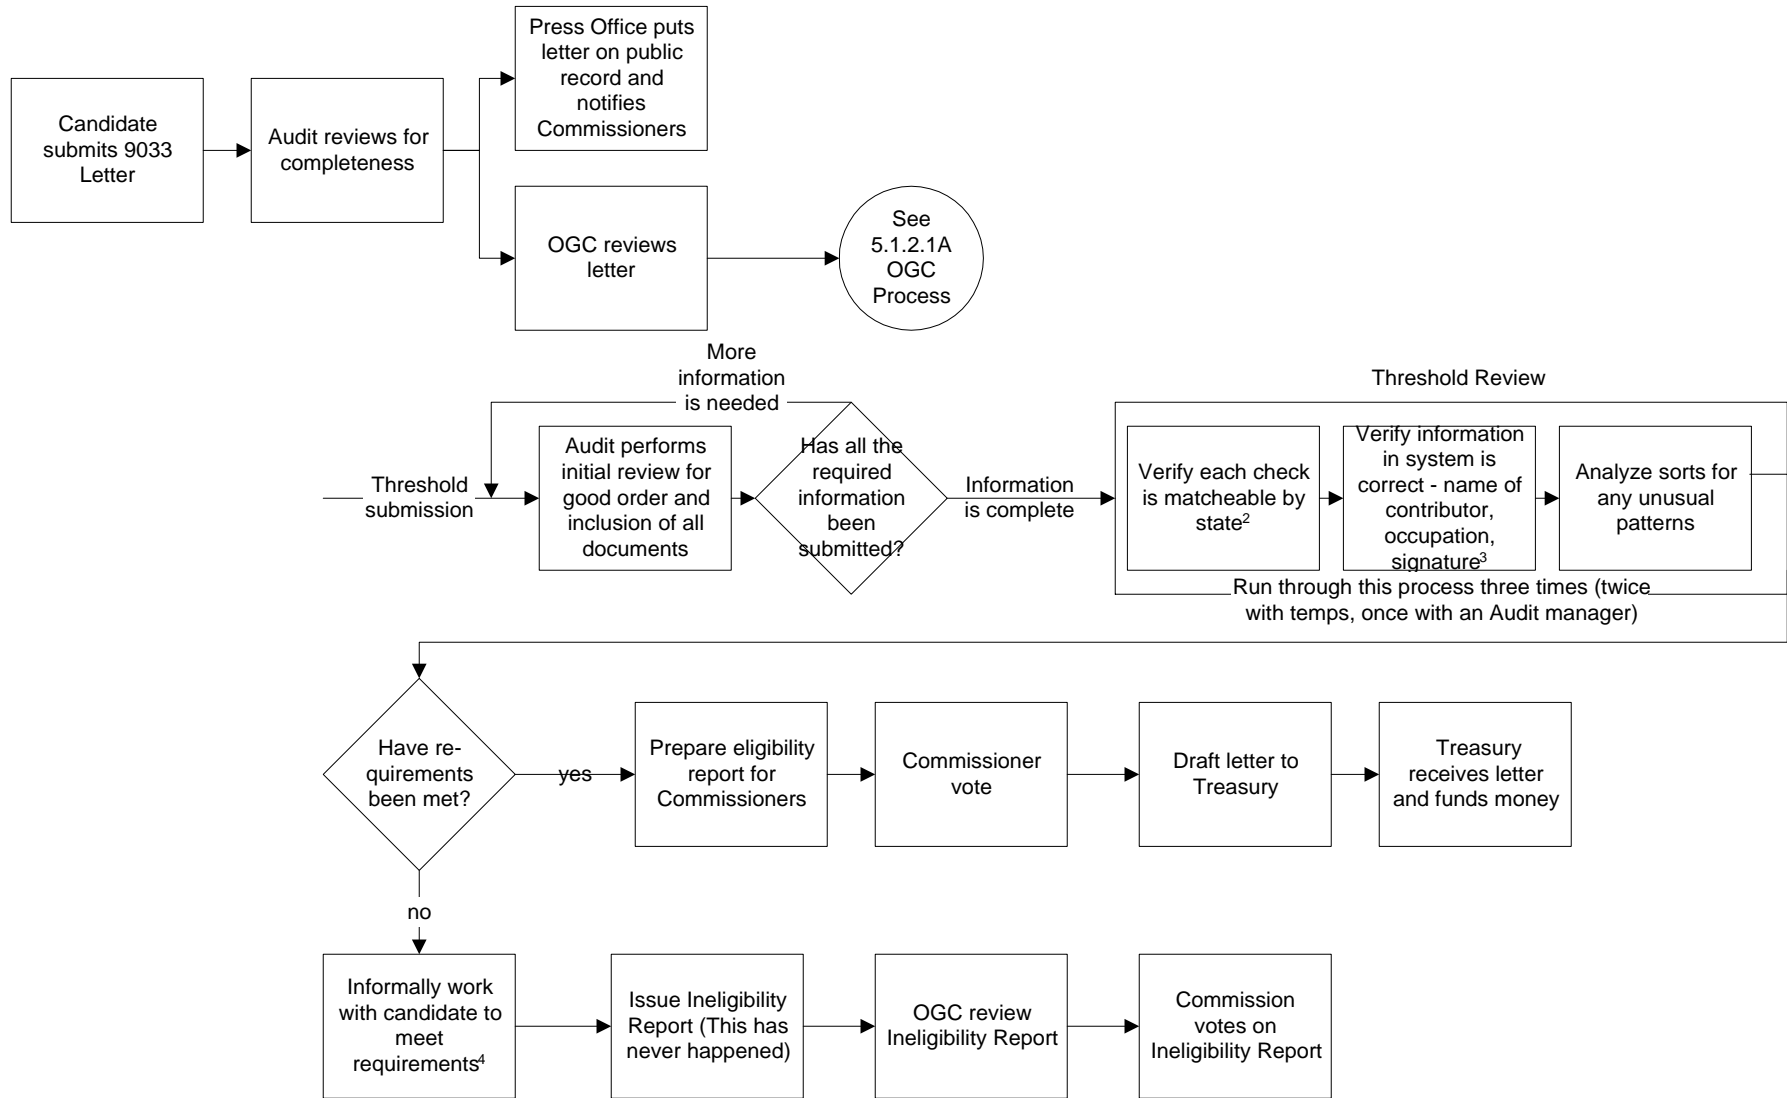 Press Office puts
letter on public
record and
notifies
Commissioners
Candidate
submits 9033
Letter
Audit reviews for
completeness
OGC reviews
letter
See
5.1.2.1A
OGC
Process
More
information
is needed
Threshold Review
Threshold
submission
Audit performs
initial review for
good order and
inclusion of all
documents
Has all the
required
information
been
submitted?
Information
is complete
Verify each check
is matcheable by
state²
Verify information
in system is
correct - name of
contributor,
occupation,
signature³
Analyze sorts for
any unusual
patterns
Run through this process three times (twice
with temps, once with an Audit manager)
Have re-
quirements
been met?
yes
Prepare eligibility
report for
Commissioners
Commissioner
vote
Draft letter to
Treasury
Treasury
receives letter
and funds money
no
Informally work
with candidate to
meet
requirements⁴
Issue Ineligibility
Report (This has
never happened)
OGC review
Ineligibility Report
Commission
votes on
Ineligibility Report